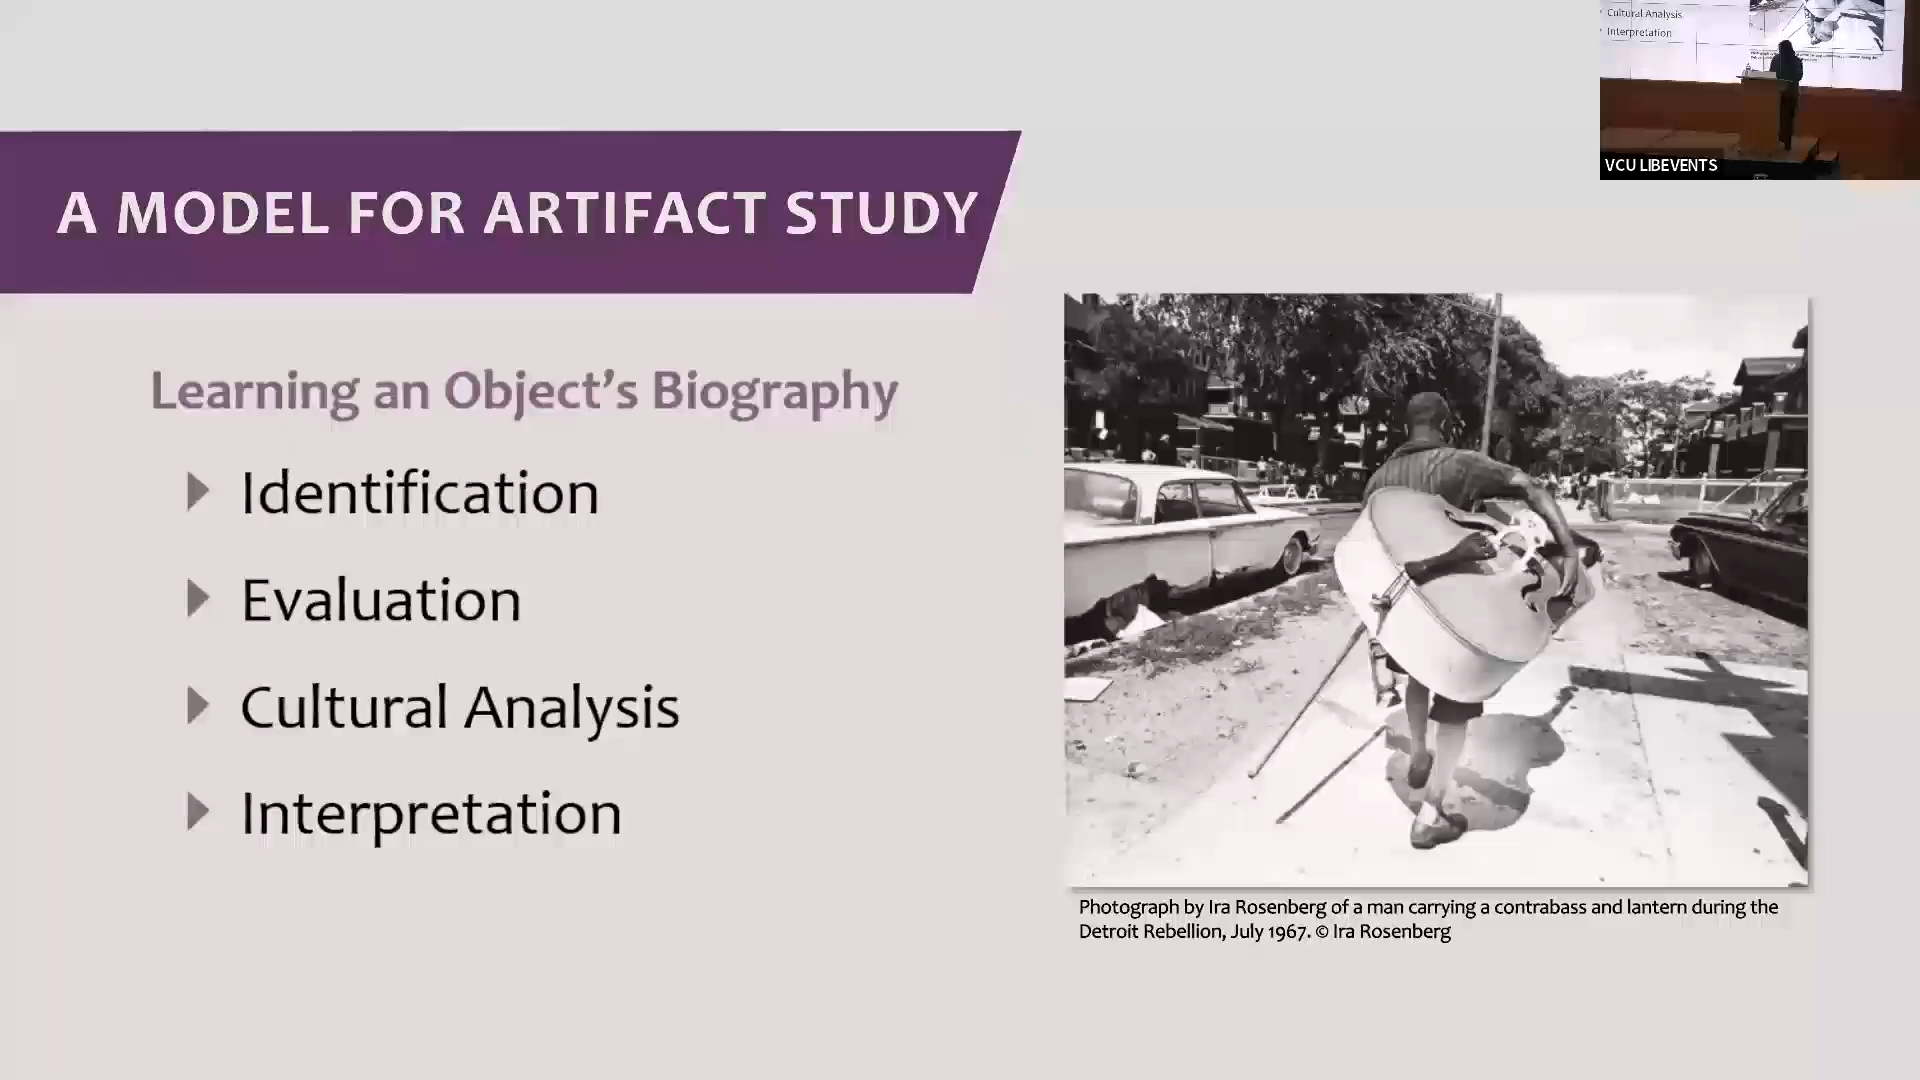 A MODEL FOR ARTIFACT STUDY
Learning an Object's Biography
Identification
Evaluation
Cultural Analysis
Interpretation
Photograph by Ira Rosenberg of a man carrying a contrabass and lantern during the
Detroit Rebellion, July 1967. © Ira Rosenberg
Cultural Analysis
Interpretation
VCU LIBEVENTS